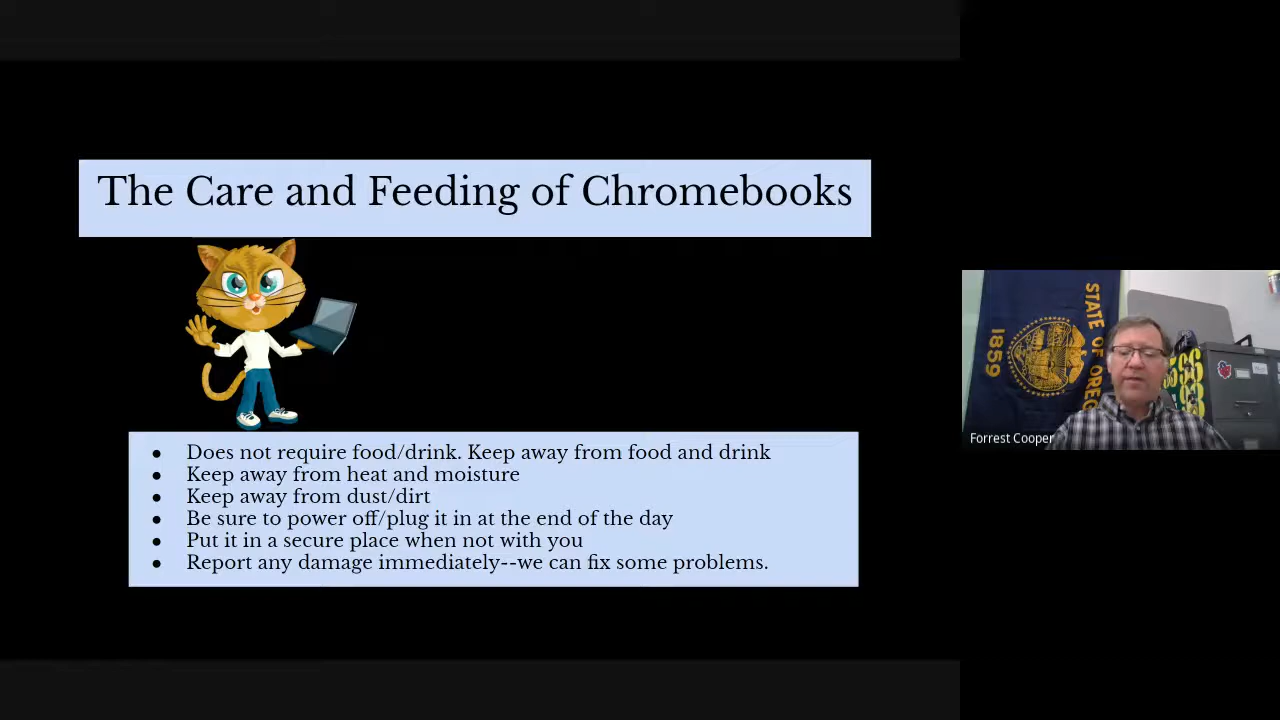 The Care and Feeding of Chromebooks
● Does not require food/drink. Keep away from food and drink
● Keep away from heat and moisture
● Keep away from dust/dirt
● Be sure to power off/plug it in at the end of the day
● Put it in a secure place when not with you
● Report any damage immediately--we can fix some problems.
STATE OF OREG
1859
Forrest Cooper